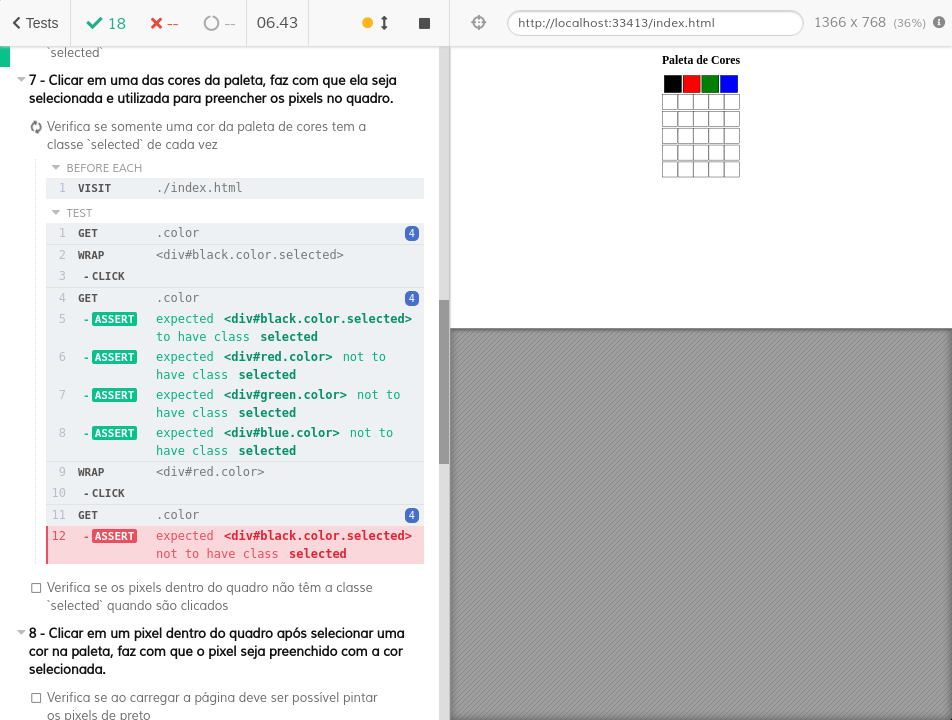 Tests 18 -- -- 06.43
http://localhost:33413/index.html 1366 x 768 (36%)
`selected`
7 - Clicar em uma das cores da paleta, faz com que ela seja
selecionada e utilizada para preencher os pixels no quadro.
Verifica se somente uma cor da paleta de cores tem a
classe `selected` de cada vez
BEFORE EACH
1 VISIT ./index.html
TEST
1 GET .color 4
2 WRAP <div#black.color.selected>
3 -CLICK
4 GET .color 4
5 -ASSERT expected <div#black.color.selected>
to have class selected
6 -ASSERT expected <div#red.color> not to
have class selected
7 -ASSERT expected <div#green.color> not to
have class selected
8 -ASSERT expected <div#blue.color> not to
have class selected
9 WRAP <div#red.color>
10 -CLICK
11 GET .color 4
12 -ASSERT expected <div#black.color.selected>
not to have class selected
Verifica se os pixels dentro do quadro não têm a classe
`selected` quando são clicados
8 - Clicar em um pixel dentro do quadro após selecionar uma
cor na paleta, faz com que o pixel seja preenchido com a cor
selecionada.
Verifica se ao carregar a página deve ser possível pintar
os pixels de preto
Paleta de Cores